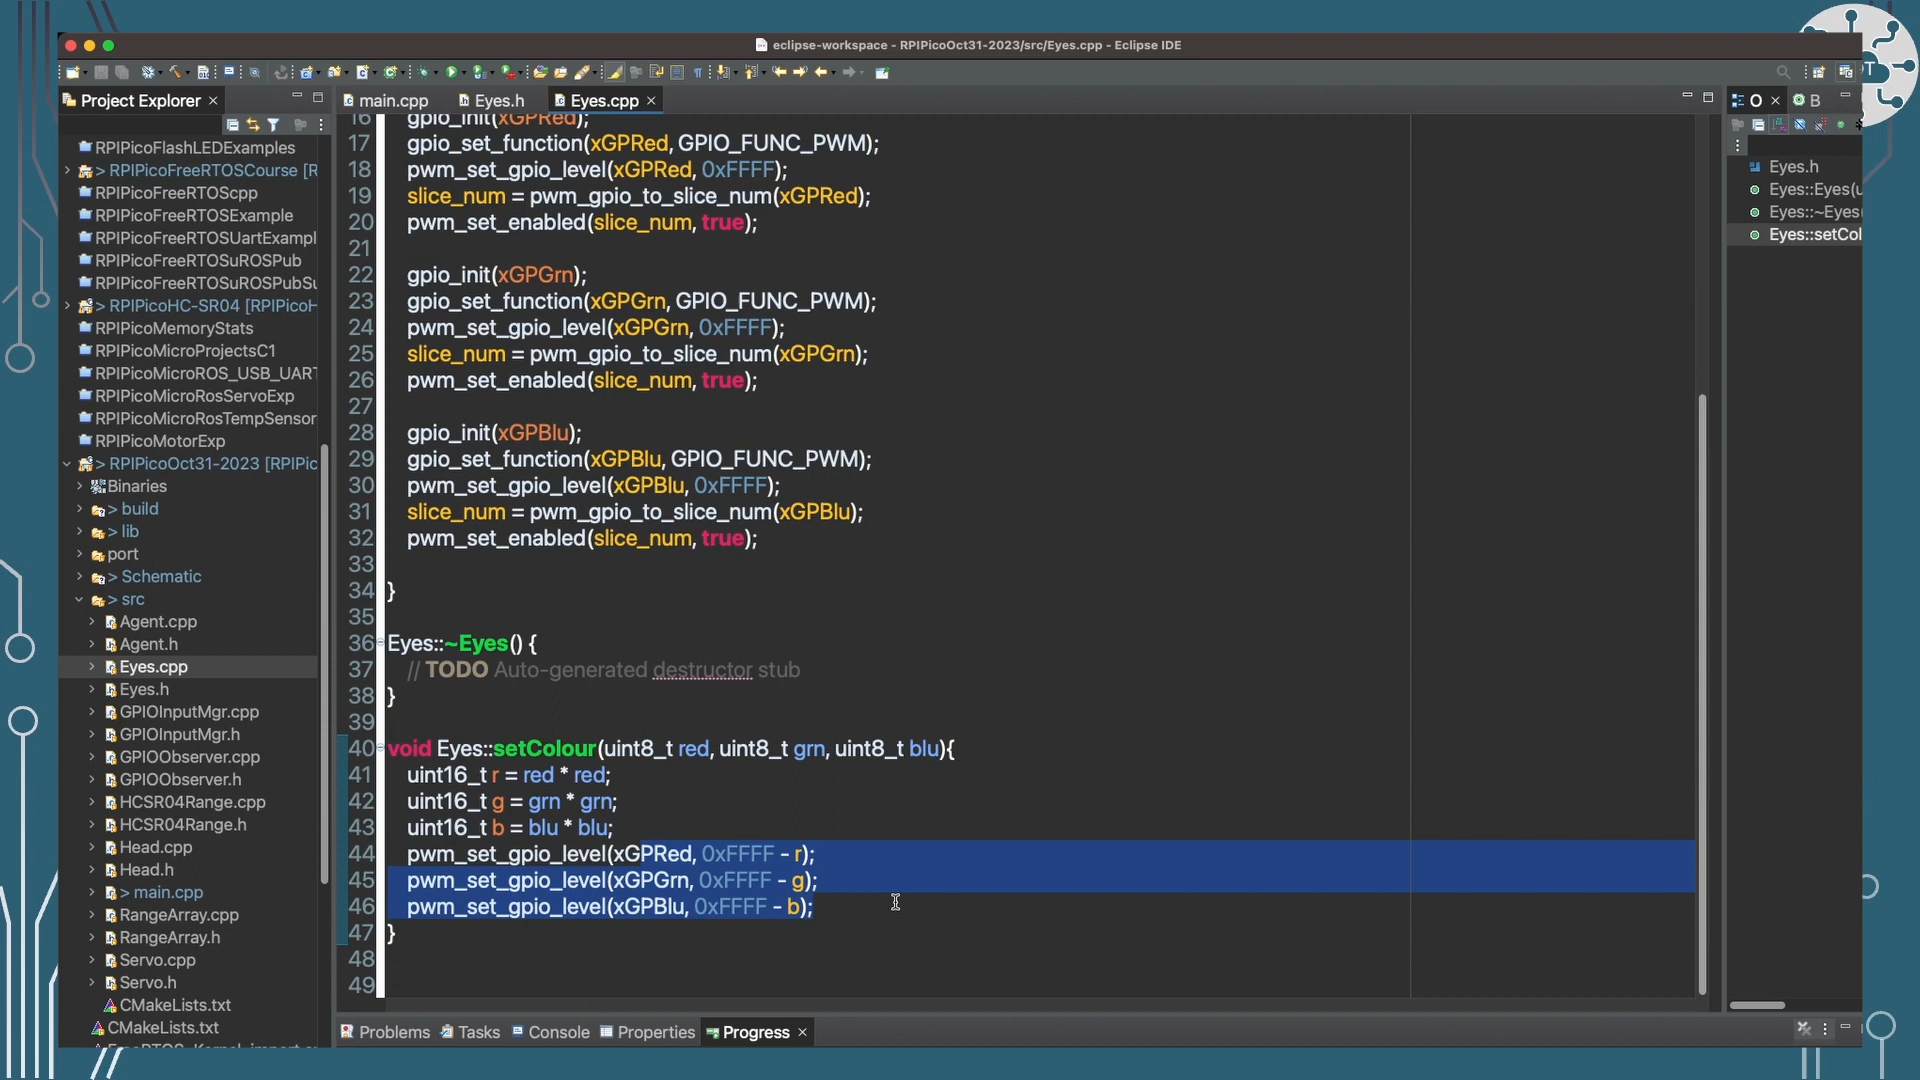 eclipse-workspace - RPIPicoOct31-2023/src/Eyes.cpp - Eclipse IDE
Project Explorer
main.cpp
Eyes.h
Eyes.cpp
O
B
T
RPIPicoFlashLEDExamples
> RPIPicoFreeRTOSCourse [R
RPIPicoFreeRTOScpp
RPIPicoFreeRTOSExample
RPIPicoFreeRTOSUartExampl
RPIPicoFreeRTOSuROSPub
RPIPicoFreeRTOSuROSPubSu
> RPIPicoHC-SR04 [RPIPicoH
RPIPicoMemoryStats
RPIPicoMicroProjectsC1
RPIPicoMicroROS_USB_UART
RPIPicoMicroRosServoExp
RPIPicoMicroRosTempSensor
RPIPicoMotorExp
> RPIPicoOct31-2023 [RPIPic
Binaries
> build
> lib
port
> Schematic
> src
Agent.cpp
Agent.h
Eyes.cpp
Eyes.h
GPIOInputMgr.cpp
GPIOInputMgr.h
GPIOObserver.cpp
GPIOObserver.h
HCSR04Range.cpp
HCSR04Range.h
Head.cpp
Head.h
> main.cpp
RangeArray.cpp
RangeArray.h
Servo.cpp
Servo.h
CMakeLists.txt
CMakeLists.txt
16 gpio_init(xGPRed);
17 gpio_set_function(xGPRed, GPIO_FUNC_PWM);
18 pwm_set_gpio_level(xGPRed, 0xFFFF);
19 slice_num = pwm_gpio_to_slice_num(xGPRed);
20 pwm_set_enabled(slice_num, true);
21
22 gpio_init(xGPGrn);
23 gpio_set_function(xGPGrn, GPIO_FUNC_PWM);
24 pwm_set_gpio_level(xGPGrn, 0xFFFF);
25 slice_num = pwm_gpio_to_slice_num(xGPGrn);
26 pwm_set_enabled(slice_num, true);
27
28 gpio_init(xGPBlu);
29 gpio_set_function(xGPBlu, GPIO_FUNC_PWM);
30 pwm_set_gpio_level(xGPBlu, 0xFFFF);
31 slice_num = pwm_gpio_to_slice_num(xGPBlu);
32 pwm_set_enabled(slice_num, true);
33
34 }
35
36 Eyes::~Eyes() {
37 // TODO Auto-generated destructor stub
38 }
39
40 void Eyes::setColour(uint8_t red, uint8_t grn, uint8_t blu){
41 uint16_t r = red * red;
42 uint16_t g = grn * grn;
43 uint16_t b = blu * blu;
44 pwm_set_gpio_level(xGPRed, 0xFFFF - r);
45 pwm_set_gpio_level(xGPGrn, 0xFFFF - g);
46 pwm_set_gpio_level(xGPBlu, 0xFFFF - b);
47 }
48
49
Eyes.h
Eyes::Eyes(u
Eyes::~Eyes(
Eyes::setCol
Problems
Tasks
Console
Properties
Progress